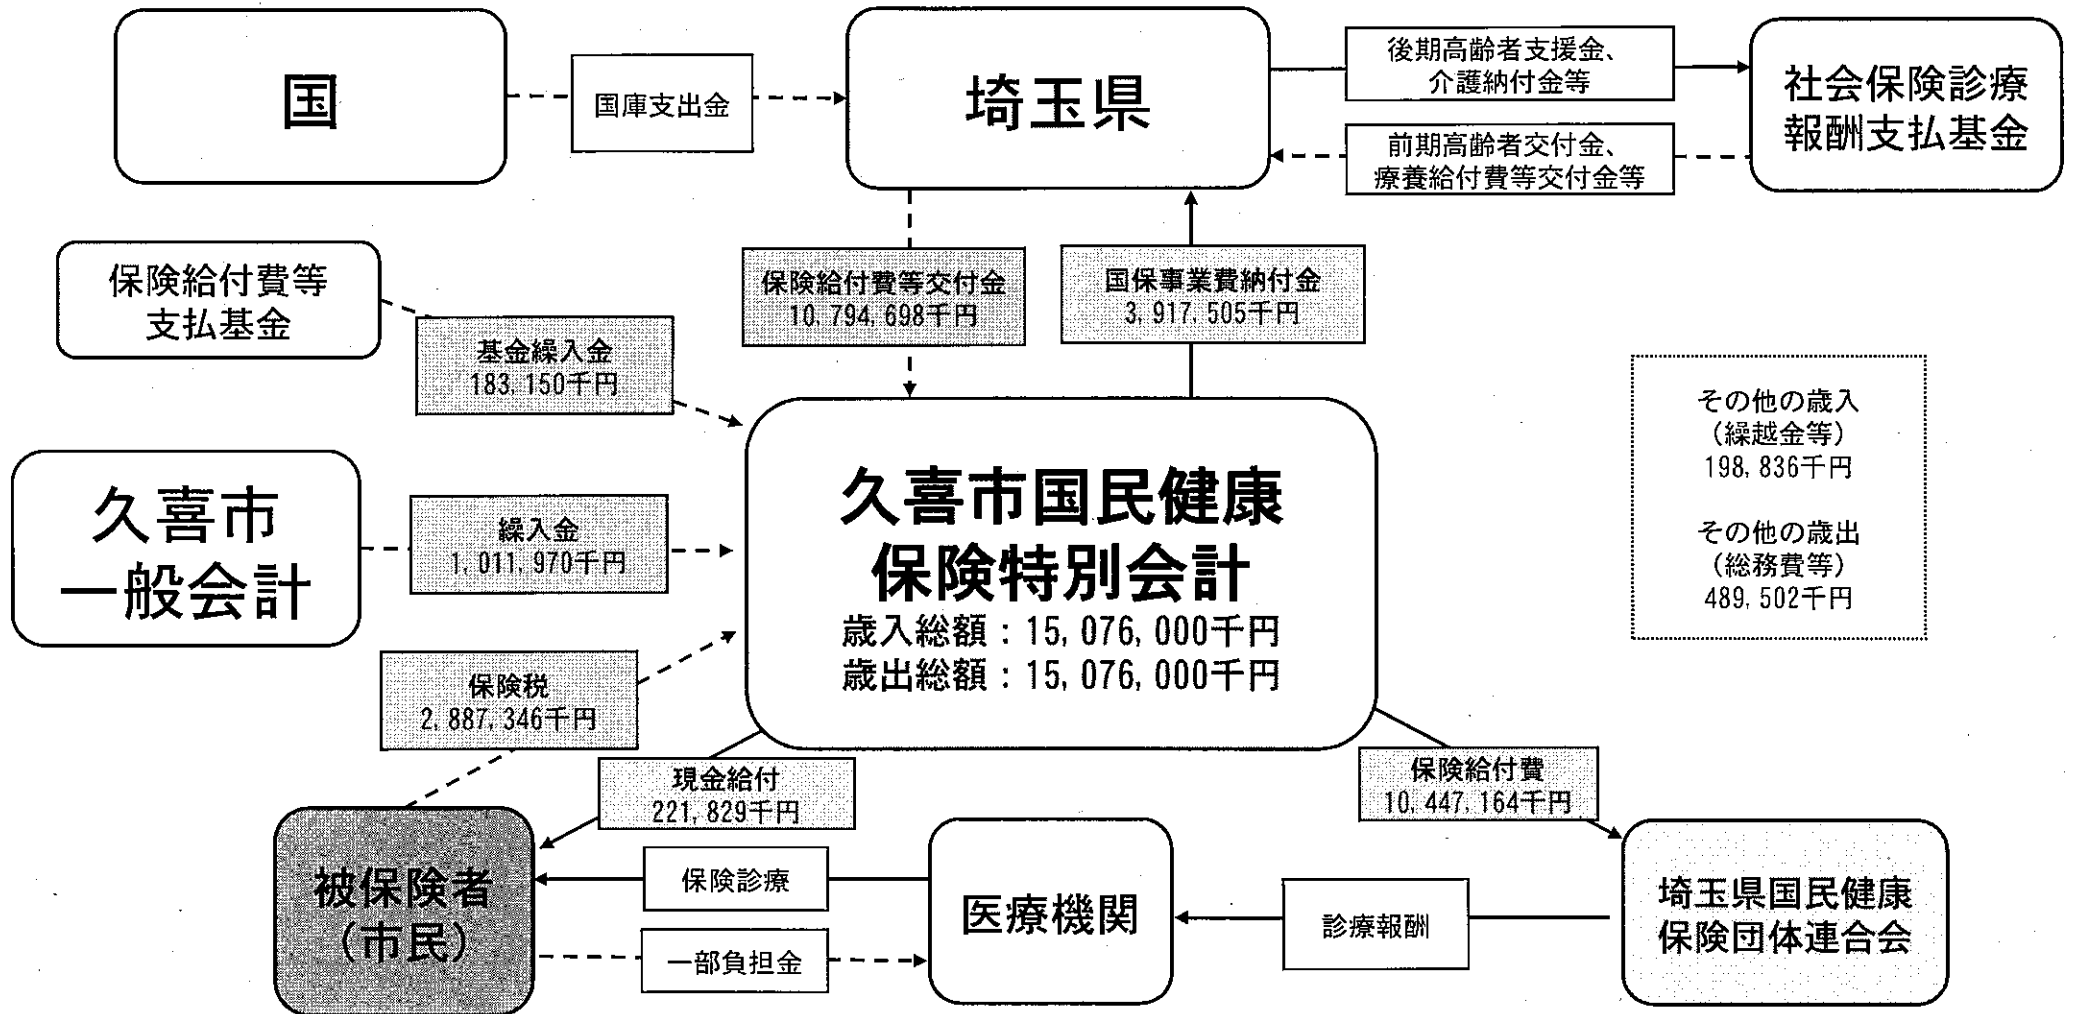 国
国庫支出金
埼玉県
後期高齢者支援金、
介護納付金等
前期高齢者交付金、
療養給付費等交付金等
社会保険診療
報酬支払基金
保険給付費等
支払基金
基金繰入金
183,150千円
保険給付費等交付金
10,794,698千円
国保事業費納付金
3,917,505千円
その他の歳入
（繰越金等）
198,836千円
その他の歳出
（総務費等）
489,502千円
久喜市
一般会計
繰入金
1,011,970千円
久喜市国民健康
保険特別会計
歳入総額：15,076,000千円
歳出総額：15,076,000千円
保険税
2,887,346千円
現金給付
221,829千円
保険給付費
10,447,164千円
被保険者
（市民）
保険診療
一部負担金
医療機関
診療報酬
埼玉県国民健康
保険団体連合会